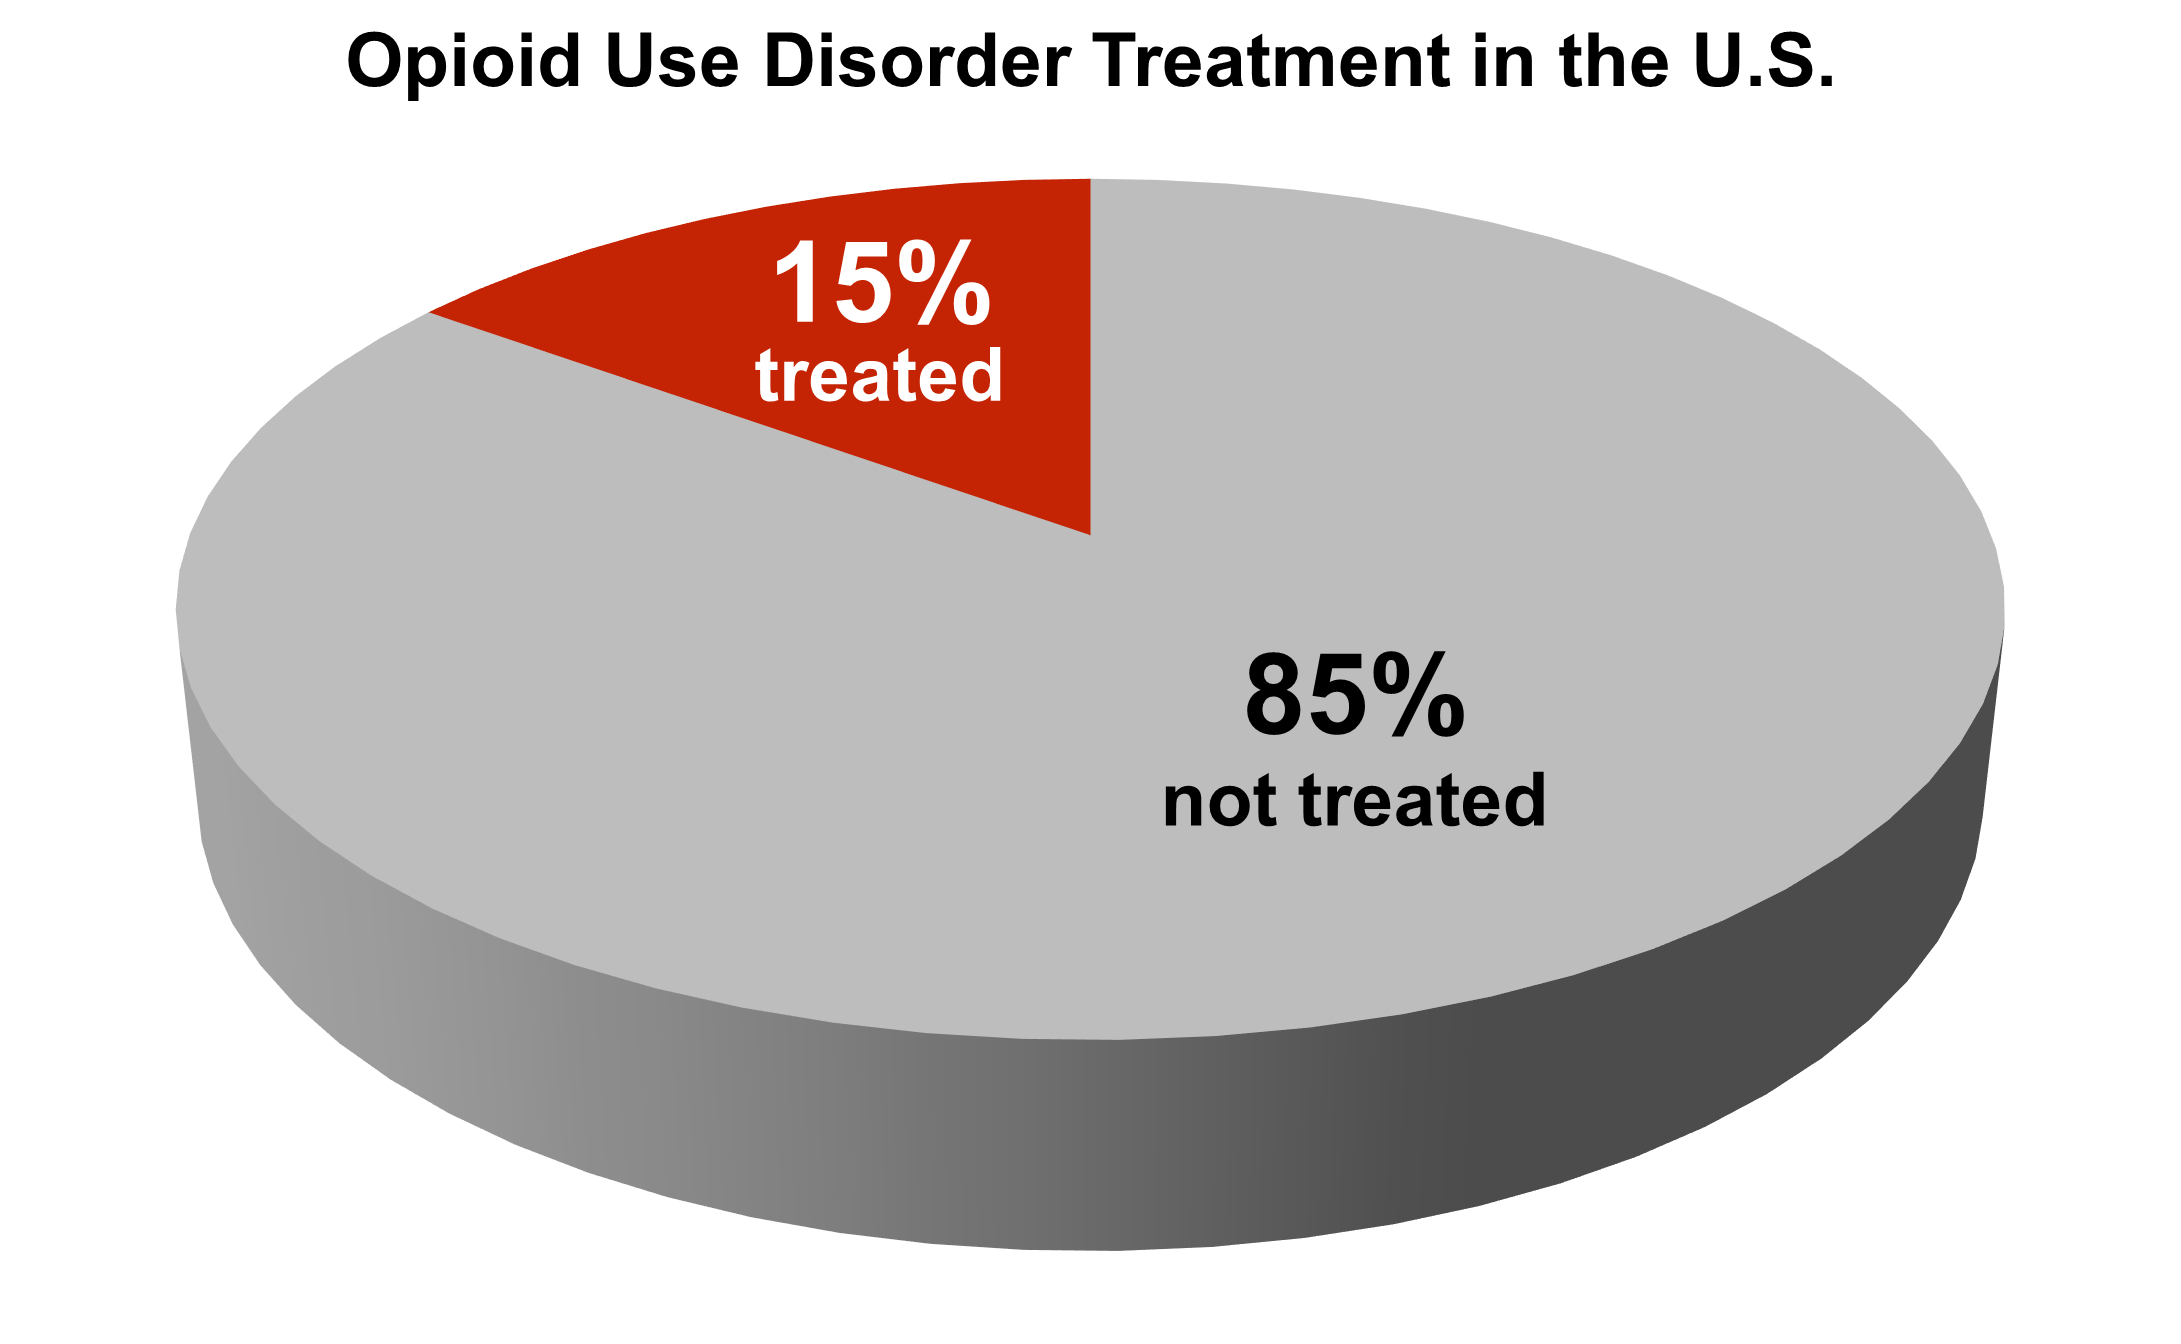 Opioid Use Disorder Treatment in the U.S.
15%
treated
85%
not treated